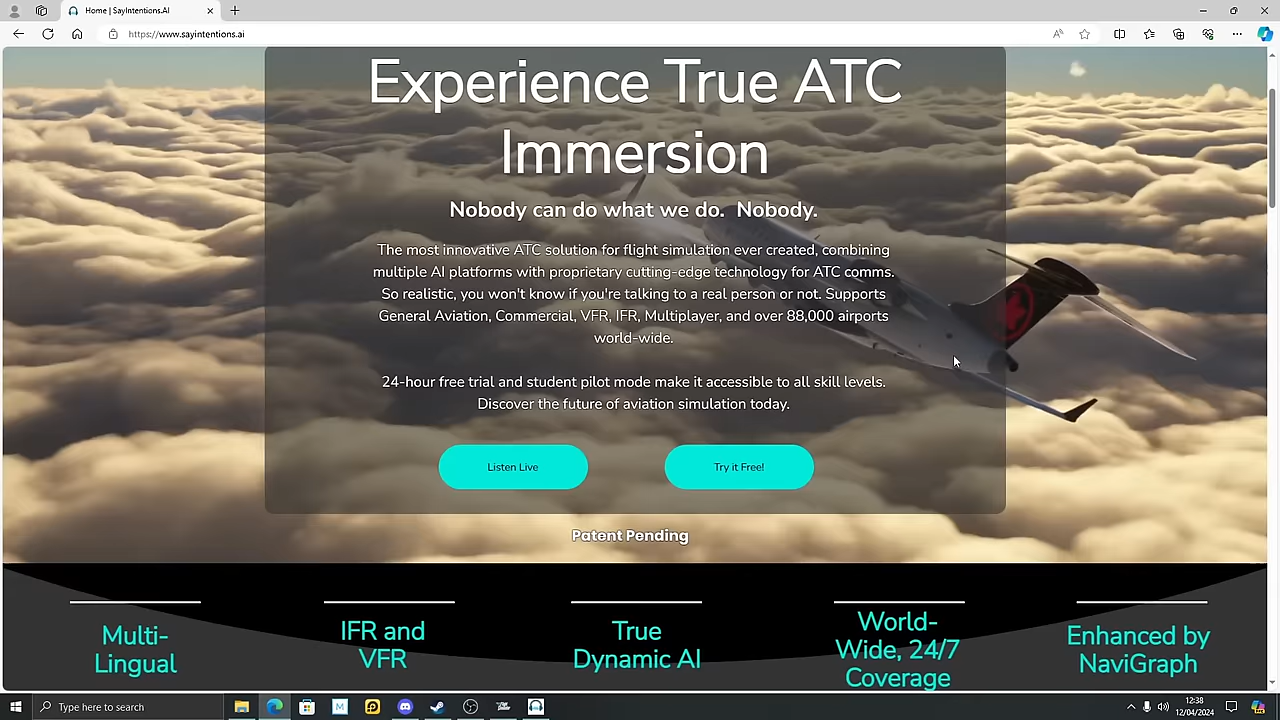 Home | SayIntentions.AI
https://www.sayintentions.ai
Experience True ATC
Immersion
Nobody can do what we do. Nobody.
The most innovative ATC solution for flight simulation ever created, combining
multiple AI platforms with proprietary cutting-edge technology for ATC comms.
So realistic, you won't know if you're talking to a real person or not. Supports
General Aviation, Commercial, VFR, IFR, Multiplayer, and over 88,000 airports
world-wide.
24-hour free trial and student pilot mode make it accessible to all skill levels.
Discover the future of aviation simulation today.
Listen Live
Try it Free!
Patent Pending
Multi-
Lingual
IFR and
VFR
True
Dynamic AI
World-
Wide, 24/7
Coverage
Enhanced by
NaviGraph
Type here to search
12:38
12/04/2024